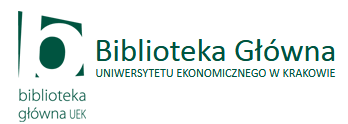 Biblioteka Główna
UNIWERSYTETU EKONOMICZNEGO W KRAKOWIE
b
biblioteka
główna UEK